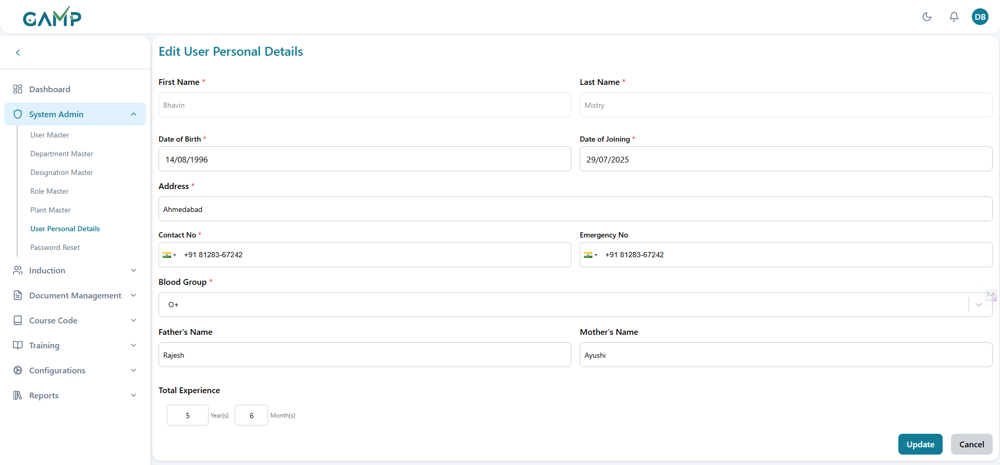 GAMP
DB
Edit User Personal Details
Dashboard
System Admin
User Master
Department Master
Designation Master
Role Master
Plant Master
User Personal Details
Password Reset
Induction
Document Management
Course Code
Training
Configurations
Reports
First Name *
Last Name *
Bhavin
Mistry
Date of Birth *
Date of Joining *
14/08/1996
29/07/2025
Address *
Ahmedabad
Contact No *
Emergency No
+91 81283-67242
+91 81283-67242
Blood Group *
O+
Father's Name
Mother's Name
Rajesh
Ayushi
Total Experience
5 Year(s) 6 Month(s)
Update
Cancel